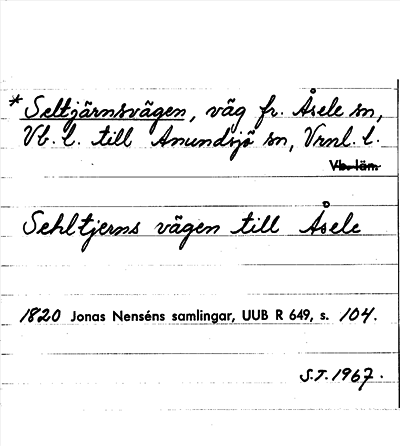 * Seltjärnsvägen, väg fr. Åsele sn,
Vb. l. till Anundsjö sn, Vrnl. l.
Vb. län
Sehltjerns vägen till Åsele
1820 Jonas Nenséns samlingar, UUB R 649, s. 104.
S.T. 1967.